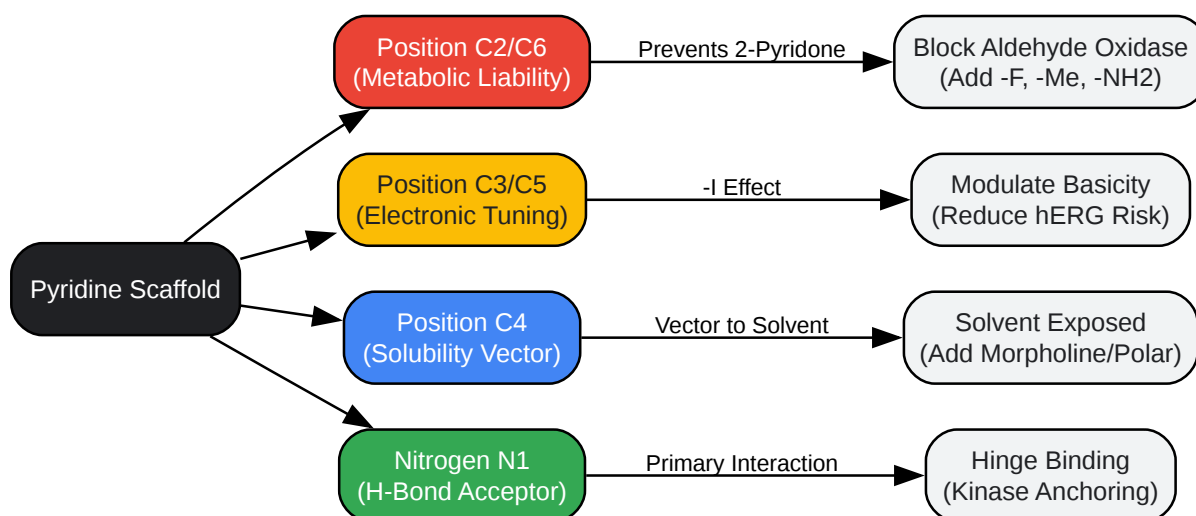 Position C2/C6
(Metabolic Liability)
Prevents 2-Pyridone
Block Aldehyde Oxidase
(Add -F, -Me, -NH2)
Position C3/C5
(Electronic Tuning)
-I Effect
Modulate Basicity
(Reduce hERG Risk)
Pyridine Scaffold
Position C4
(Solubility Vector)
Vector to Solvent
Solvent Exposed
(Add Morpholine/Polar)
Nitrogen N1
(H-Bond Acceptor)
Primary Interaction
Hinge Binding
(Kinase Anchoring)